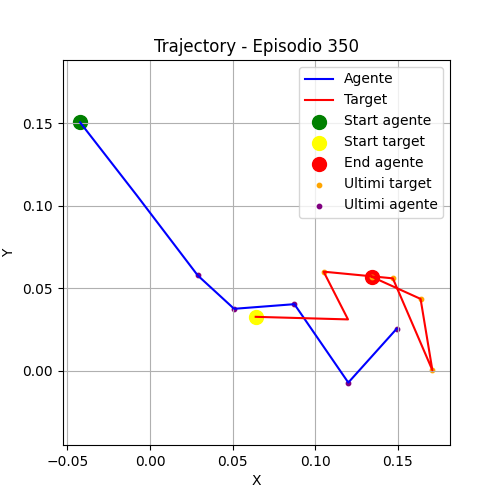 Trajectory - Episodio 350
Agente
Target
Start agente
Start target
End agente
Ultimi target
Ultimi agente
Y
0.15
0.10
0.05
0.00
−0.05
0.00
0.05
0.10
0.15
X